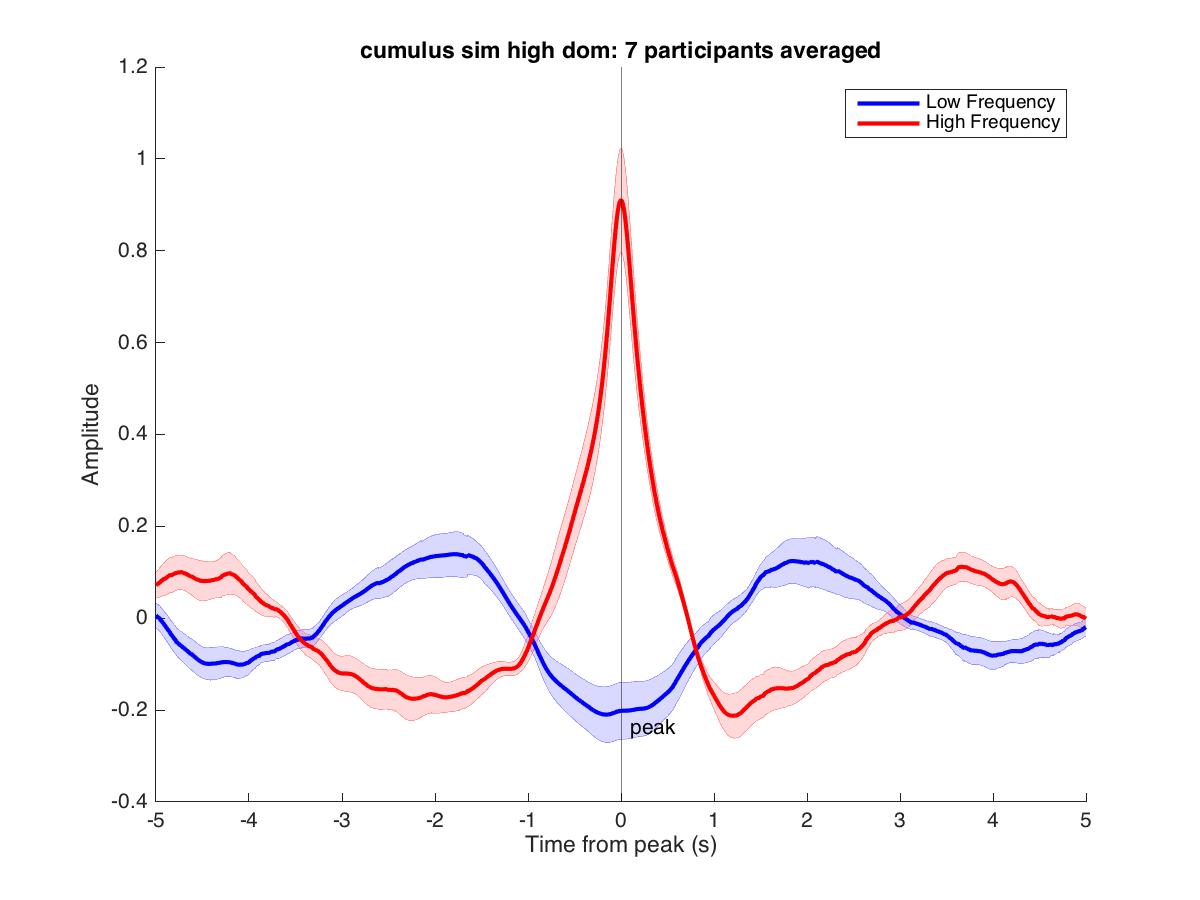 cumulus sim high dom: 7 participants averaged
Low Frequency
High Frequency
1.2
1
0.8
0.6
0.4
0.2
0
-0.2
-0.4
Amplitude
peak
-5 -4 -3 -2 -1 0 1 2 3 4 5
Time from peak (s)